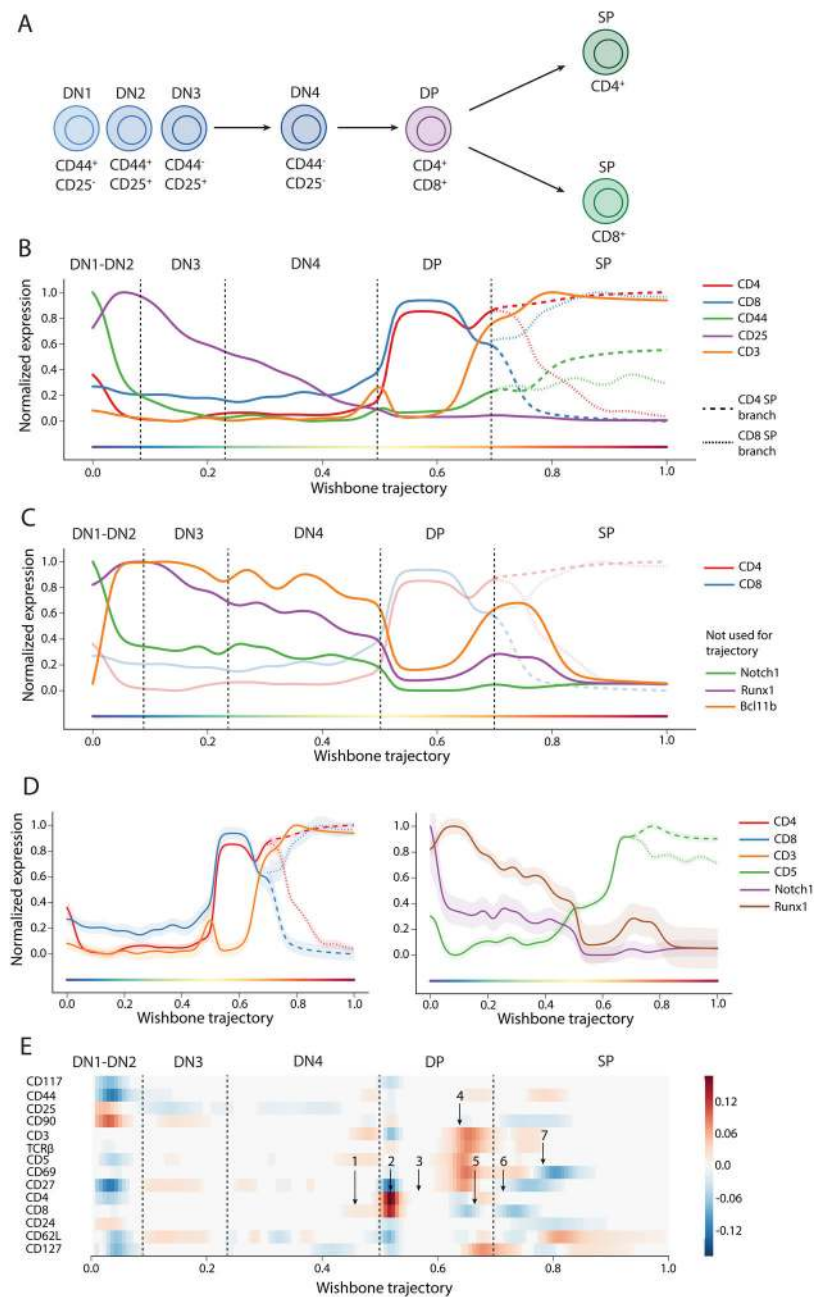 A
SP
CD4+
DN1 DN2 DN3 DN4 DP
CD44+ CD44+ CD44- CD44- CD4+
CD25- CD25+ CD25+ CD25- CD8+
SP
CD8+
B
DN1-DN2 DN3 DN4 DP SP
Normalized expression
1.0
0.8
0.6
0.4
0.2
0.0
0.0 0.2 0.4 0.6 0.8 1.0
Wishbone trajectory
CD4
CD8
CD44
CD25
CD3
CD4 SP
branch
CD8 SP
branch
C
DN1-DN2 DN3 DN4 DP SP
Normalized expression
1.0
0.8
0.6
0.4
0.2
0.0
0.0 0.2 0.4 0.6 0.8 1.0
Wishbone trajectory
CD4
CD8
Not used for
trajectory
Notch1
Runx1
Bcl11b
D
Normalized expression
1.0
0.8
0.6
0.4
0.2
0.0
0.0 0.2 0.4 0.6 0.8 1.0
Wishbone trajectory
1.0
0.8
0.6
0.4
0.2
0.0
0.0 0.2 0.4 0.6 0.8 1.0
Wishbone trajectory
CD4
CD8
CD3
CD5
Notch1
Runx1
E
DN1-DN2 DN3 DN4 DP SP
CD117
CD44
CD25
CD90
CD3
TCRβ
CD5
CD69
CD27
CD4
CD8
CD24
CD62L
CD127
4
7
1 2 3 5 6
0.0 0.2 0.4 0.6 0.8 1.0
Wishbone trajectory
0.12
0.06
0.0
-0.06
-0.12